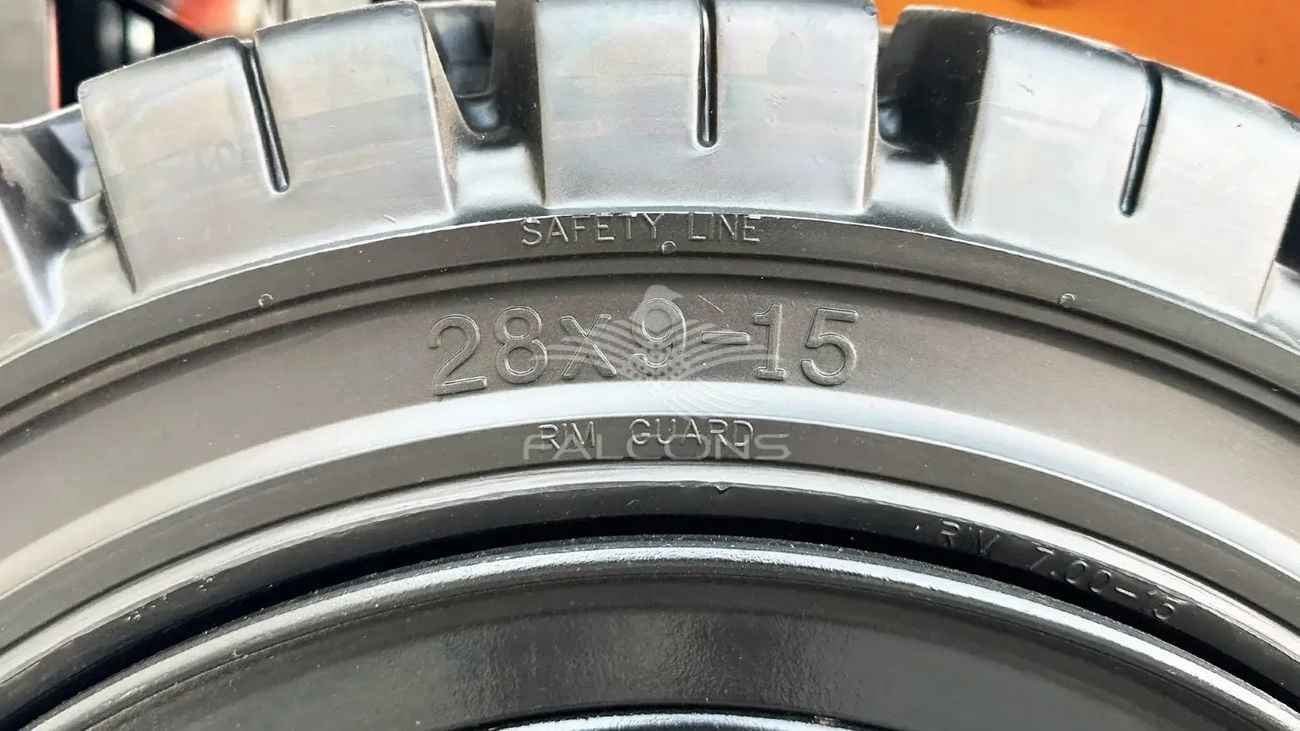 SAFETY LINE
28X9-15
RIM GUARD
FALCONS
RIM 7.00-15